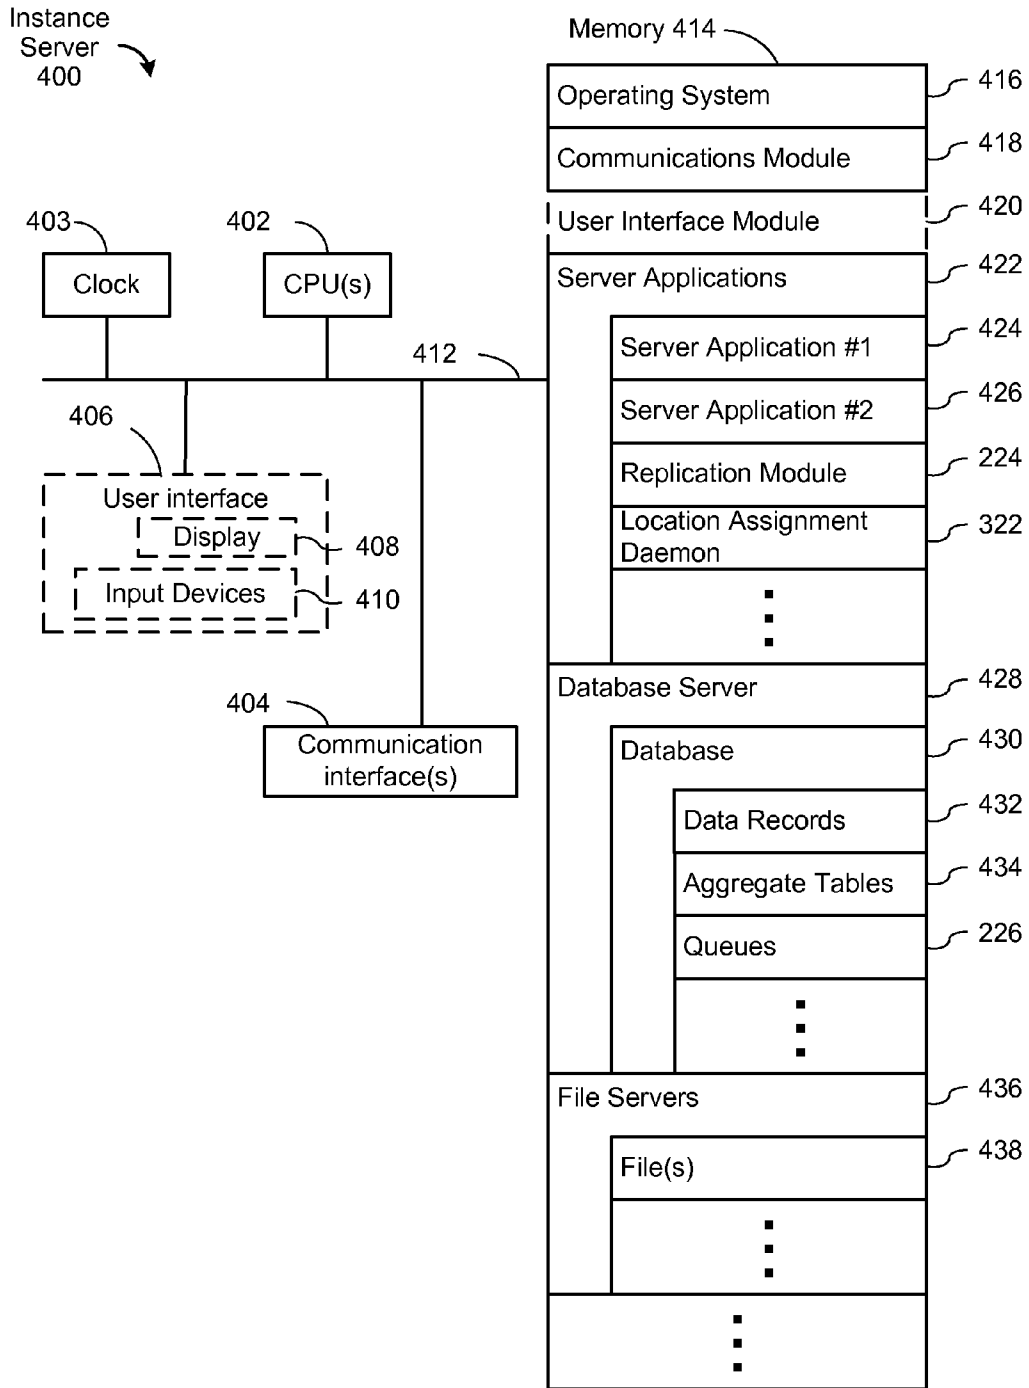 Instance
Server
400
Memory 414
Operating System
416
Communications Module
418
User Interface Module
420
Server Applications
422
Server Application #1
424
Server Application #2
426
Replication Module
224
Location Assignment
Daemon
322
403
Clock
402
CPU(s)
412
406
User interface
Display
408
Input Devices
410
404
Communication
interface(s)
Database Server
428
Database
430
Data Records
432
Aggregate Tables
434
Queues
226
File Servers
436
File(s)
438